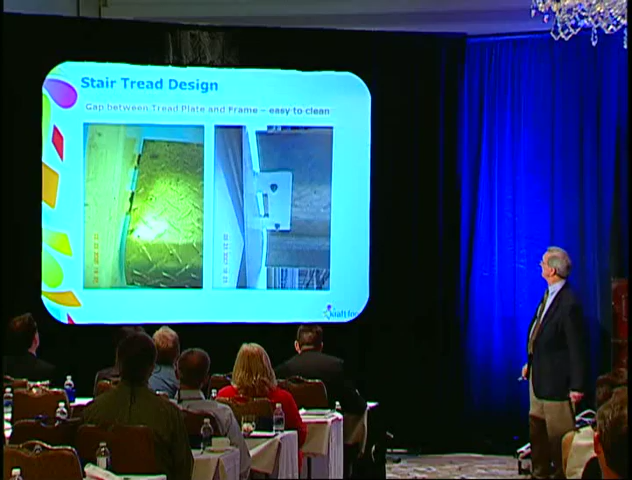 Stair Tread Design
Gap between Tread Plate and Frame – easy to clean